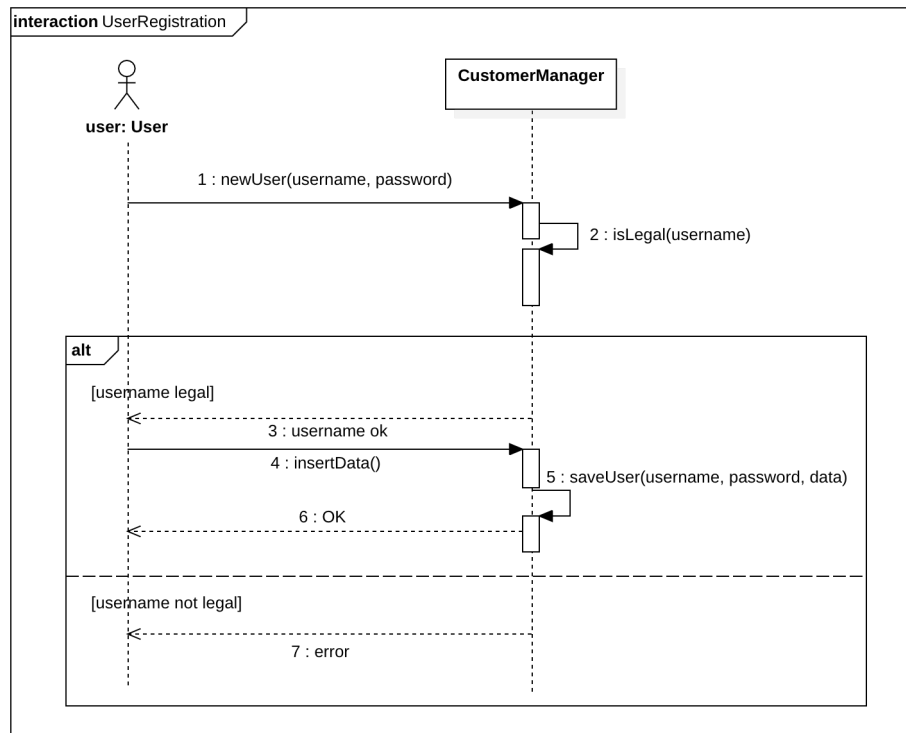 interaction UserRegistration
CustomerManager
user: User
1 : newUser(username, password)
2 : isLegal(username)
alt
[username legal]
3 : username ok
4 : insertData()
5 : saveUser(username, password, data)
6 : OK
[username not legal]
7 : error